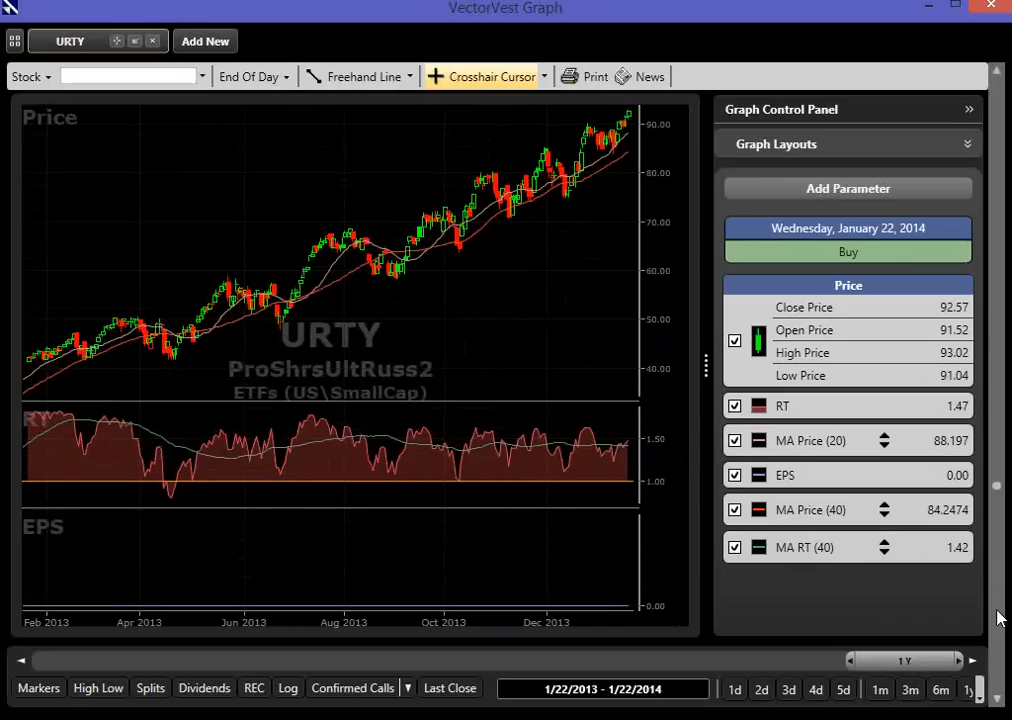 VectorVest Graph
URTY
Add New
Stock
End Of Day
Freehand Line
Crosshair Cursor
Print
News
Price
90.00
80.00
70.00
60.00
50.00
40.00
URTY
ProShrsUltRuss2
ETFs (US\SmallCap)
RT
1.50
1.00
EPS
0.00
Feb 2013 Apr 2013 Jun 2013 Aug 2013 Oct 2013 Dec 2013
Graph Control Panel
Graph Layouts
Add Parameter
Wednesday, January 22, 2014
Buy
Price
Close Price 92.57
Open Price 91.52
High Price 93.02
Low Price 91.04
RT 1.47
MA Price (20) 88.197
EPS 0.00
MA Price (40) 84.2474
MA RT (40) 1.42
1 Y
Markers High Low Splits Dividends REC Log Confirmed Calls Last Close 1/22/2013 - 1/22/2014 1d 2d 3d 4d 5d 1m 3m 6m 1y